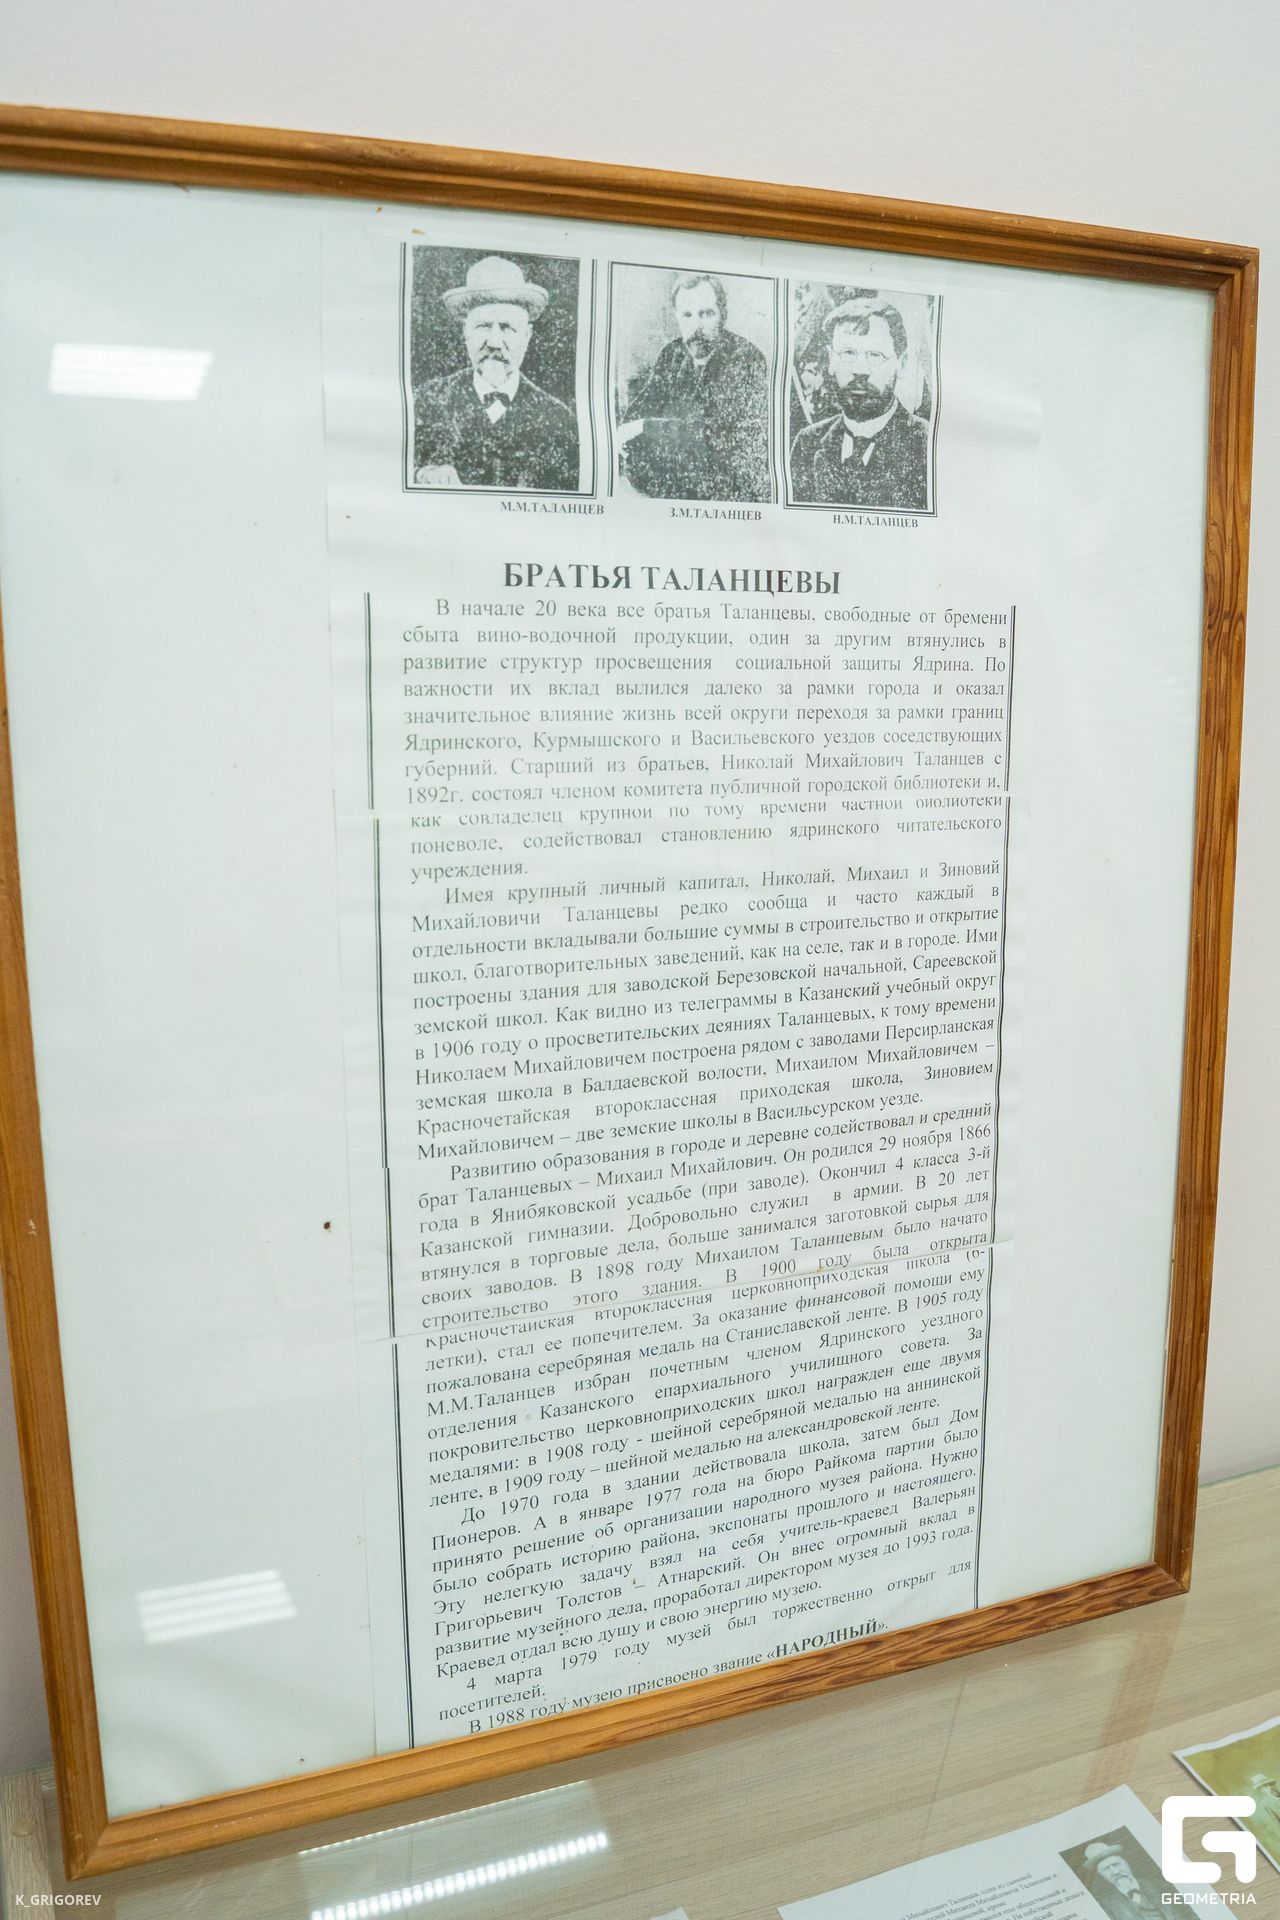 М.М.ТАЛАНЦЕВ
З.М.ТАЛАНЦЕВ
Н.М.ТАЛАНЦЕВ
БРАТЬЯ ТАЛАНЦЕВЫ
В начале 20 века все братья Таланцевы, свободные от бремени
сбыта вино-водочной продукции, один за другим втянулись в
развитие структур просвещения социальной защиты Ядрина. По
важности их вклад вылился далеко за рамки города и оказал
значительное влияние жизнь всей округи переходя за рамки границ
Ядринского, Курмышского и Васильевского уездов соседствующих
губерний. Старший из братьев, Николай Михайлович Таланцев с
1892г. состоял членом комитета публичной городской библиотеки и,
как совладелец крупной по тому времени частной библиотеки
поневоле, содействовал становлению ядринского читательского
учреждения.
Имея крупный личный капитал, Николай, Михаил и Зиновий
Михайловичи Таланцевы редко сообща и часто каждый в
отдельности вкладывали большие суммы в строительство и открытие
школ, благотворительных заведений, как на селе, так и в городе. Ими
построены здания для заводской Березовской начальной, Сареевской
земской школ. Как видно из телеграммы в Казанский учебный округ
в 1906 году о просветительских деяниях Таланцевых, к тому времени
Николаем Михайловичем построена рядом с заводами Персирланская
земская школа в Балдаевской волости, Михаилом Михайловичем –
Красночетайская второклассная приходская школа, Зиновием
Михайловичем – две земские школы в Васильсурском уезде.
Развитию образования в городе и деревне содействовал и средний
брат Таланцевых – Михаил Михайлович. Он родился 29 ноября 1866
года в Янибяковской усадьбе (при заводе). Окончил 4 класса 3-й
Казанской гимназии. Добровольно служил в армии. В 20 лет
втянулся в торговые дела, больше занимался заготовкой сырья для
своих заводов. В 1898 году Михаилом Таланцевым было начато
строительство этого здания. В 1900 году была открыта
Красночетайская второклассная церковноприходская школа (6-
летки), стал ее попечителем. За оказание финансовой помощи ему
пожалована серебряная медаль на Станиславской ленте. В 1905 году
М.М.Таланцев избран почетным членом Ядринского уездного
отделения Казанского епархиального училищного совета. За
покровительство церковноприходских школ награжден еще двумя
медалями: в 1908 году - шейной серебряной медалью на аннинской
ленте, в 1909 году – шейной медалью на александровской ленте.
До 1970 года в здании действовала школа, затем был Дом
Пионеров. А в январе 1977 года на бюро Райкома партии было
принято решение об организации народного музея района. Нужно
было собрать историю района, экспонаты прошлого и настоящего.
Эту нелегкую задачу взял на себя учитель-краевед Валерьян
Григорьевич Толстов – Атнарский. Он внес огромный вклад в
развитие музейного дела, проработал директором музея до 1993 года.
Краевед отдал всю душу и свою энергию музею.
4 марта 1979 году музей был торжественно открыт для
посетителей.
В 1988 году музею присвоено звание «НАРОДНЫЙ».
K_GRIGOREV
GEOMETRIA